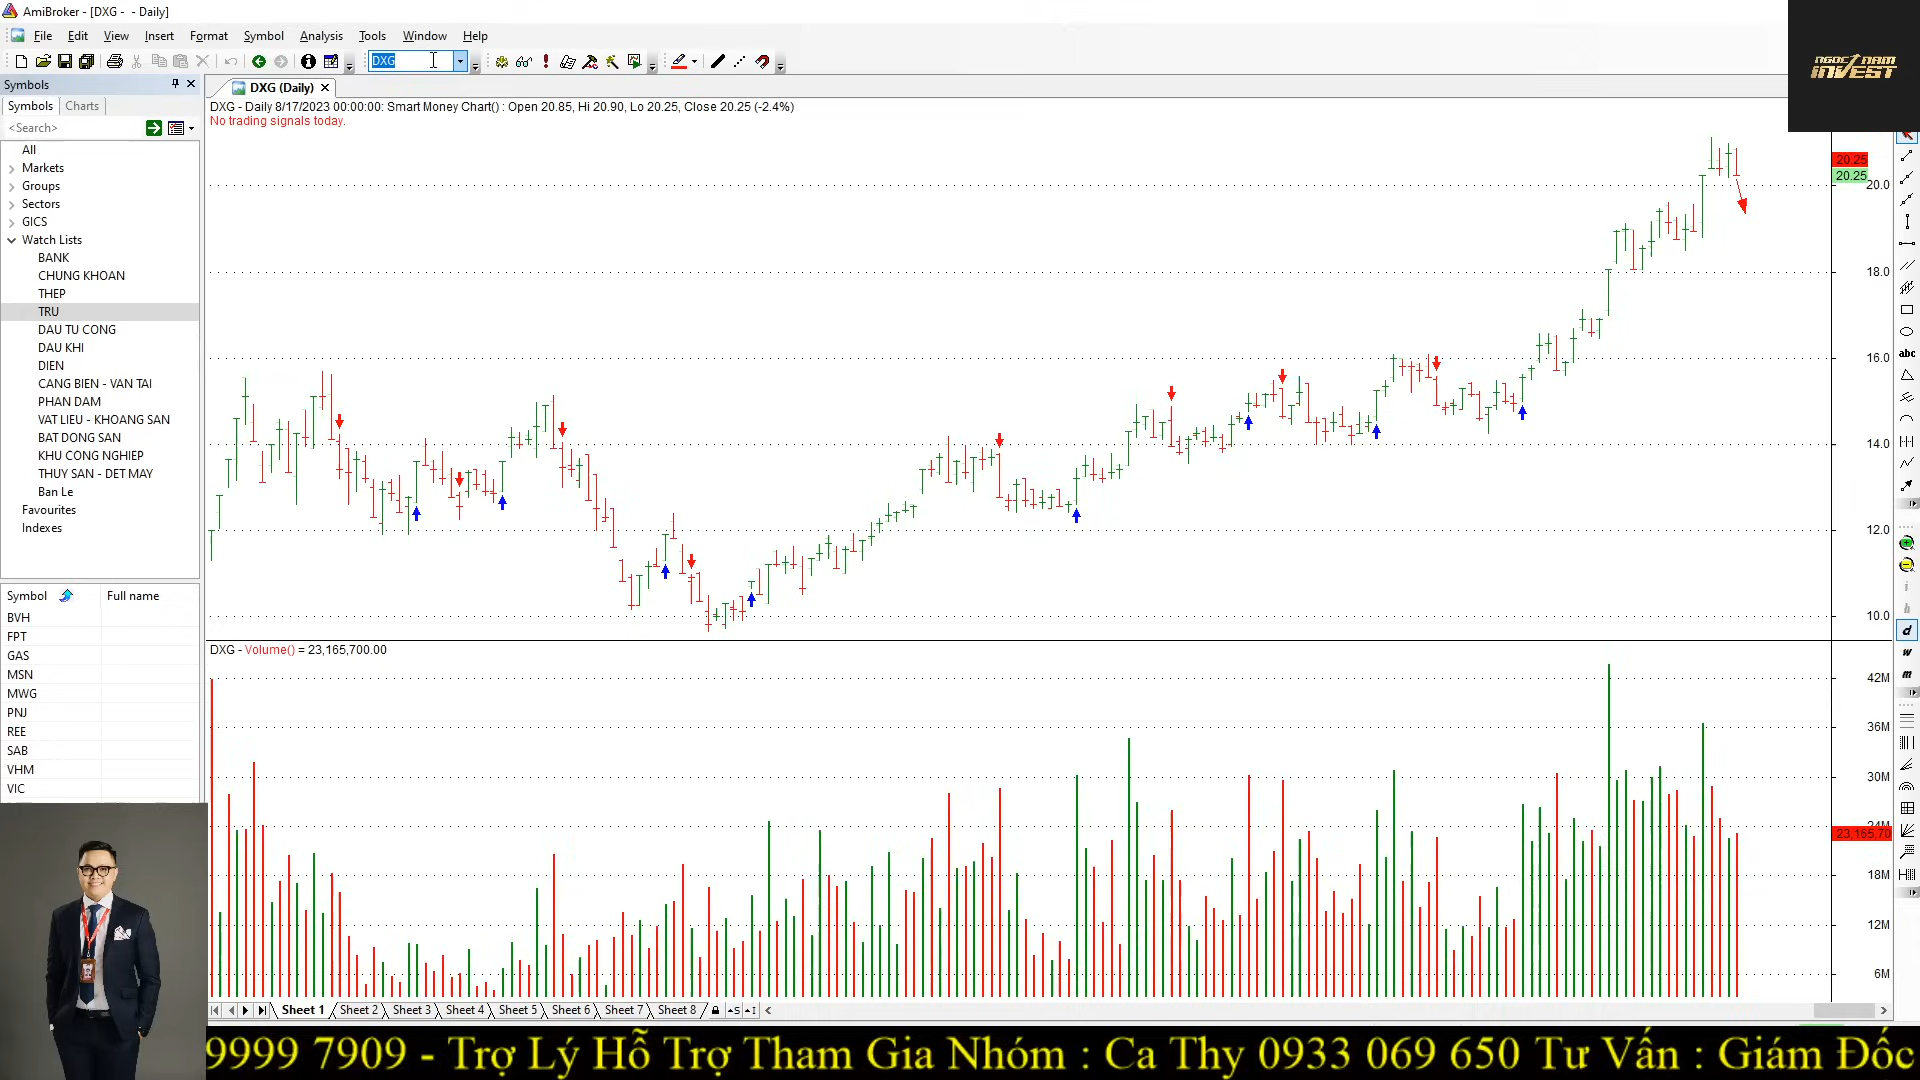 AmiBroker - [DXG - - Daily]
File Edit View Insert Format Symbol Analysis Tools Window Help
DXG
NGOC NAM
INVEST
Symbols
DXG (Daily)
Symbols Charts
<Search>
DXG - Daily 8/17/2023 00:00:00: Smart Money Chart() : Open 20.85, Hi 20.90, Lo 20.25, Close 20.25 (-2.4%)
No trading signals today.
All
Markets
Groups
Sectors
GICS
Watch Lists
BANK
CHUNG KHOAN
THEP
TRU
DAU TU CONG
DAU KHI
DIEN
CANG BIEN - VAN TAI
PHAN DAM
VAT LIEU - KHOANG SAN
BAT DONG SAN
KHU CONG NGHIEP
THUY SAN - DET MAY
Ban Le
Favourites
Indexes
Symbol Full name
BVH
FPT
GAS
MSN
MWG
PNJ
REE
SAB
VHM
VIC
20.25
20.25
20.0
18.0
16.0
14.0
12.0
10.0
abc
d
w
m
DXG - Volume() = 23,165,700.00
42M
36M
30M
24M
23,165,70
18M
12M
6M
Sheet 1 Sheet 2 Sheet 3 Sheet 4 Sheet 5 Sheet 6 Sheet 7 Sheet 8
9999 7909 - Trợ Lý Hỗ Trợ Tham Gia Nhóm : Ca Thy 0933 069 650 Tư Vấn : Giám Đốc